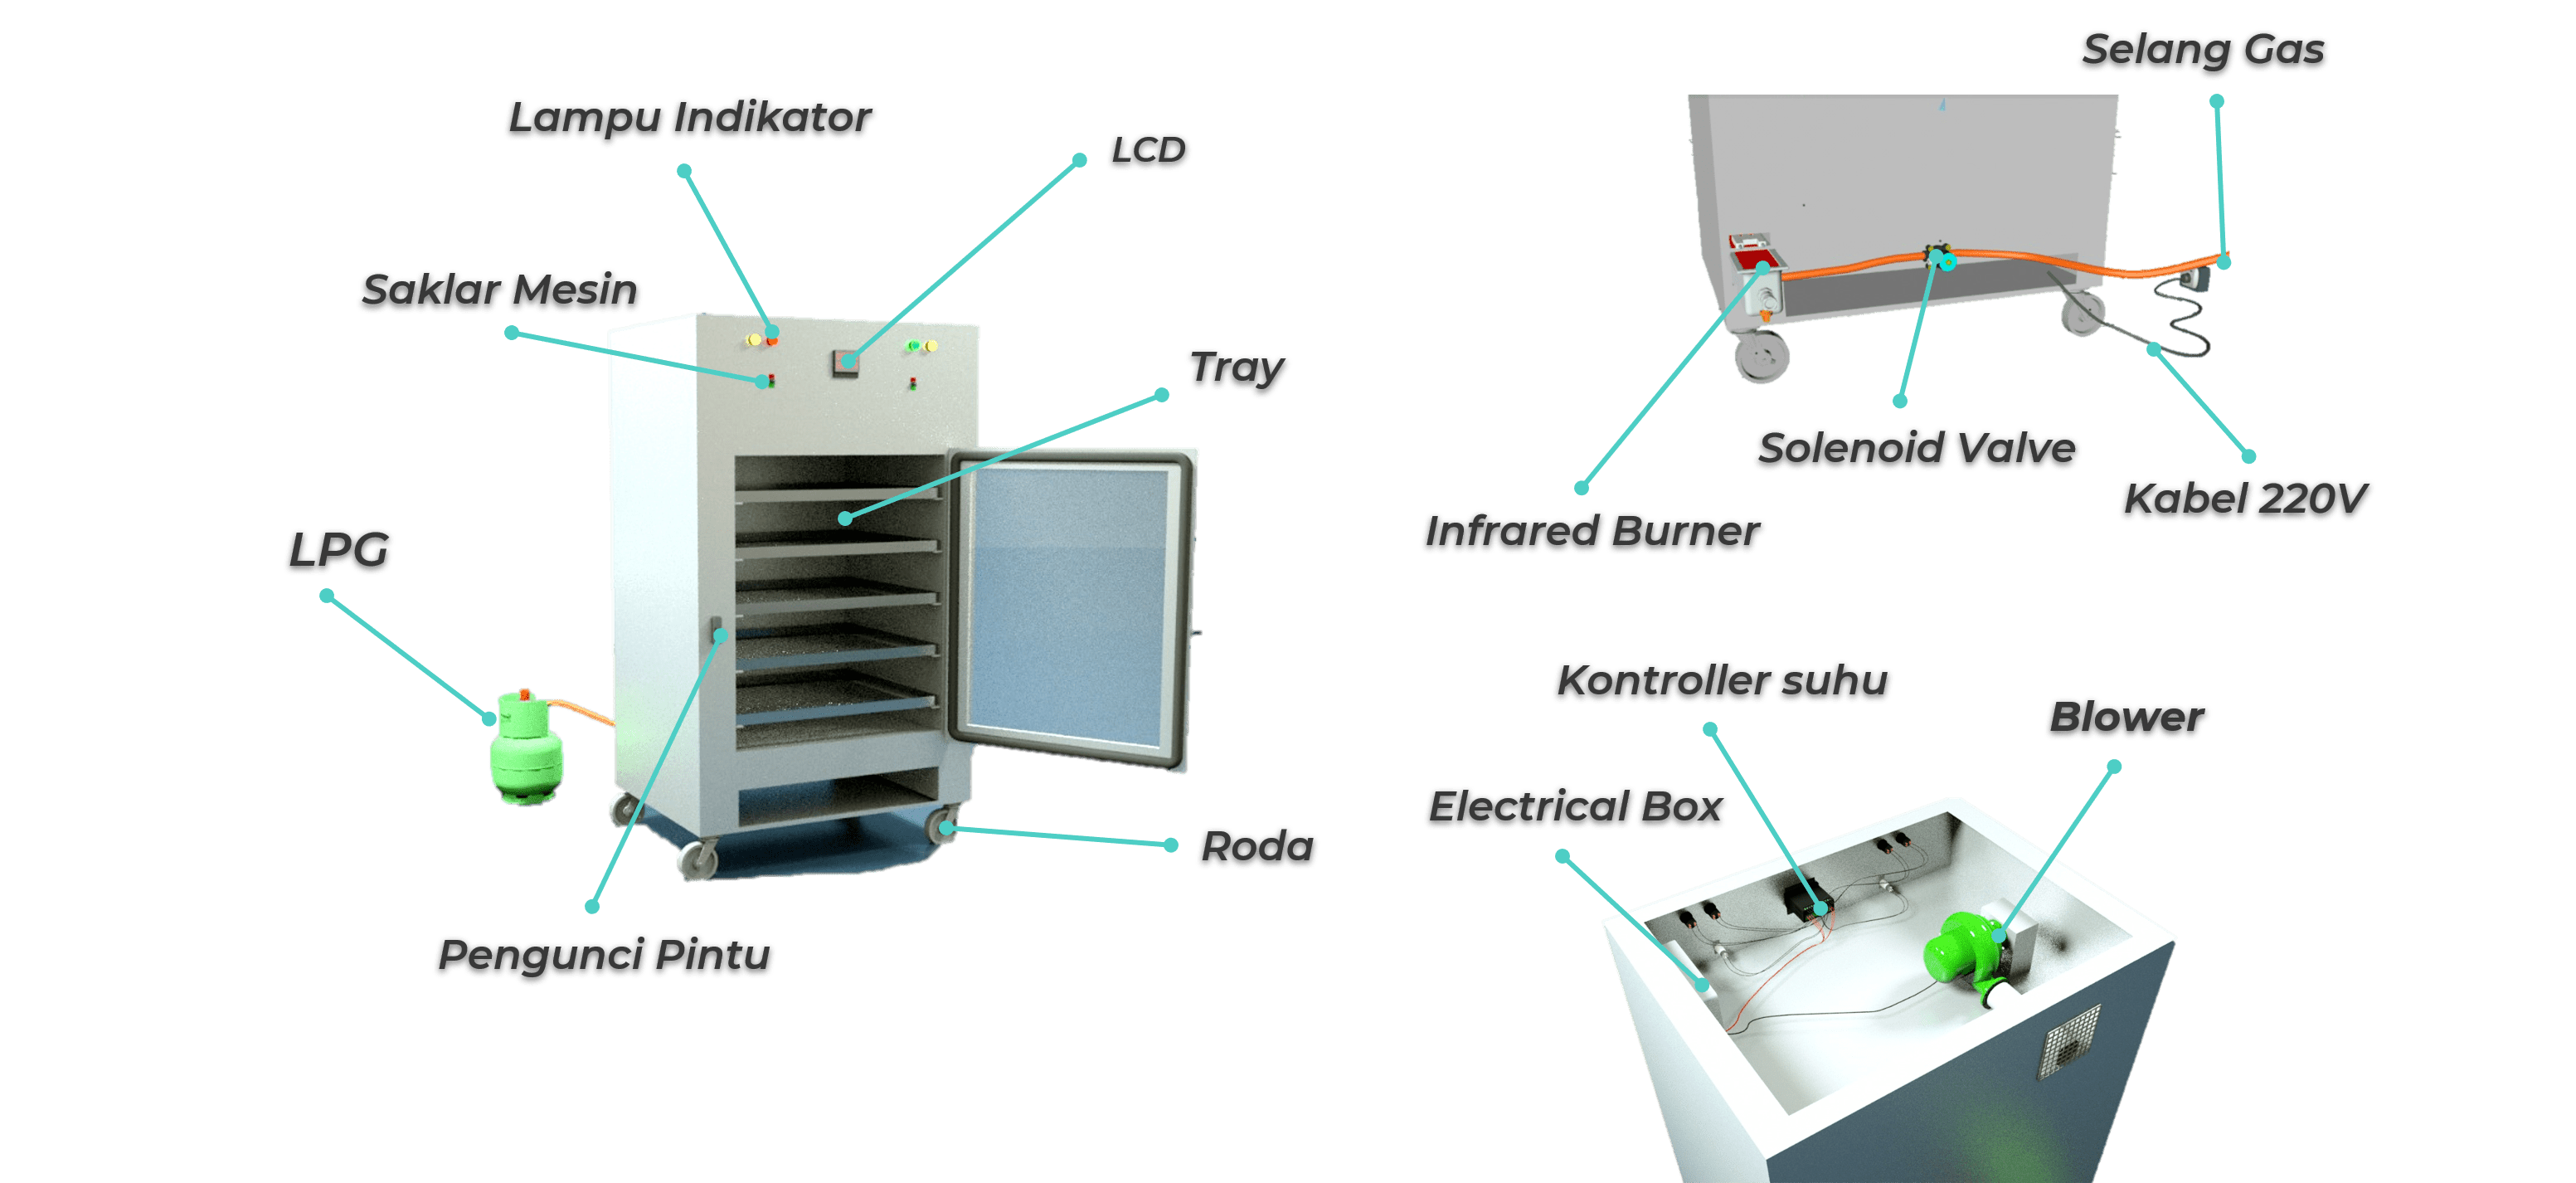 Lampu Indikator
LCD
Saklar Mesin
Tray
LPG
Roda
Pengunci Pintu
Selang Gas
Solenoid Valve
Kabel 220V
Infrared Burner
Kontroller suhu
Blower
Electrical Box